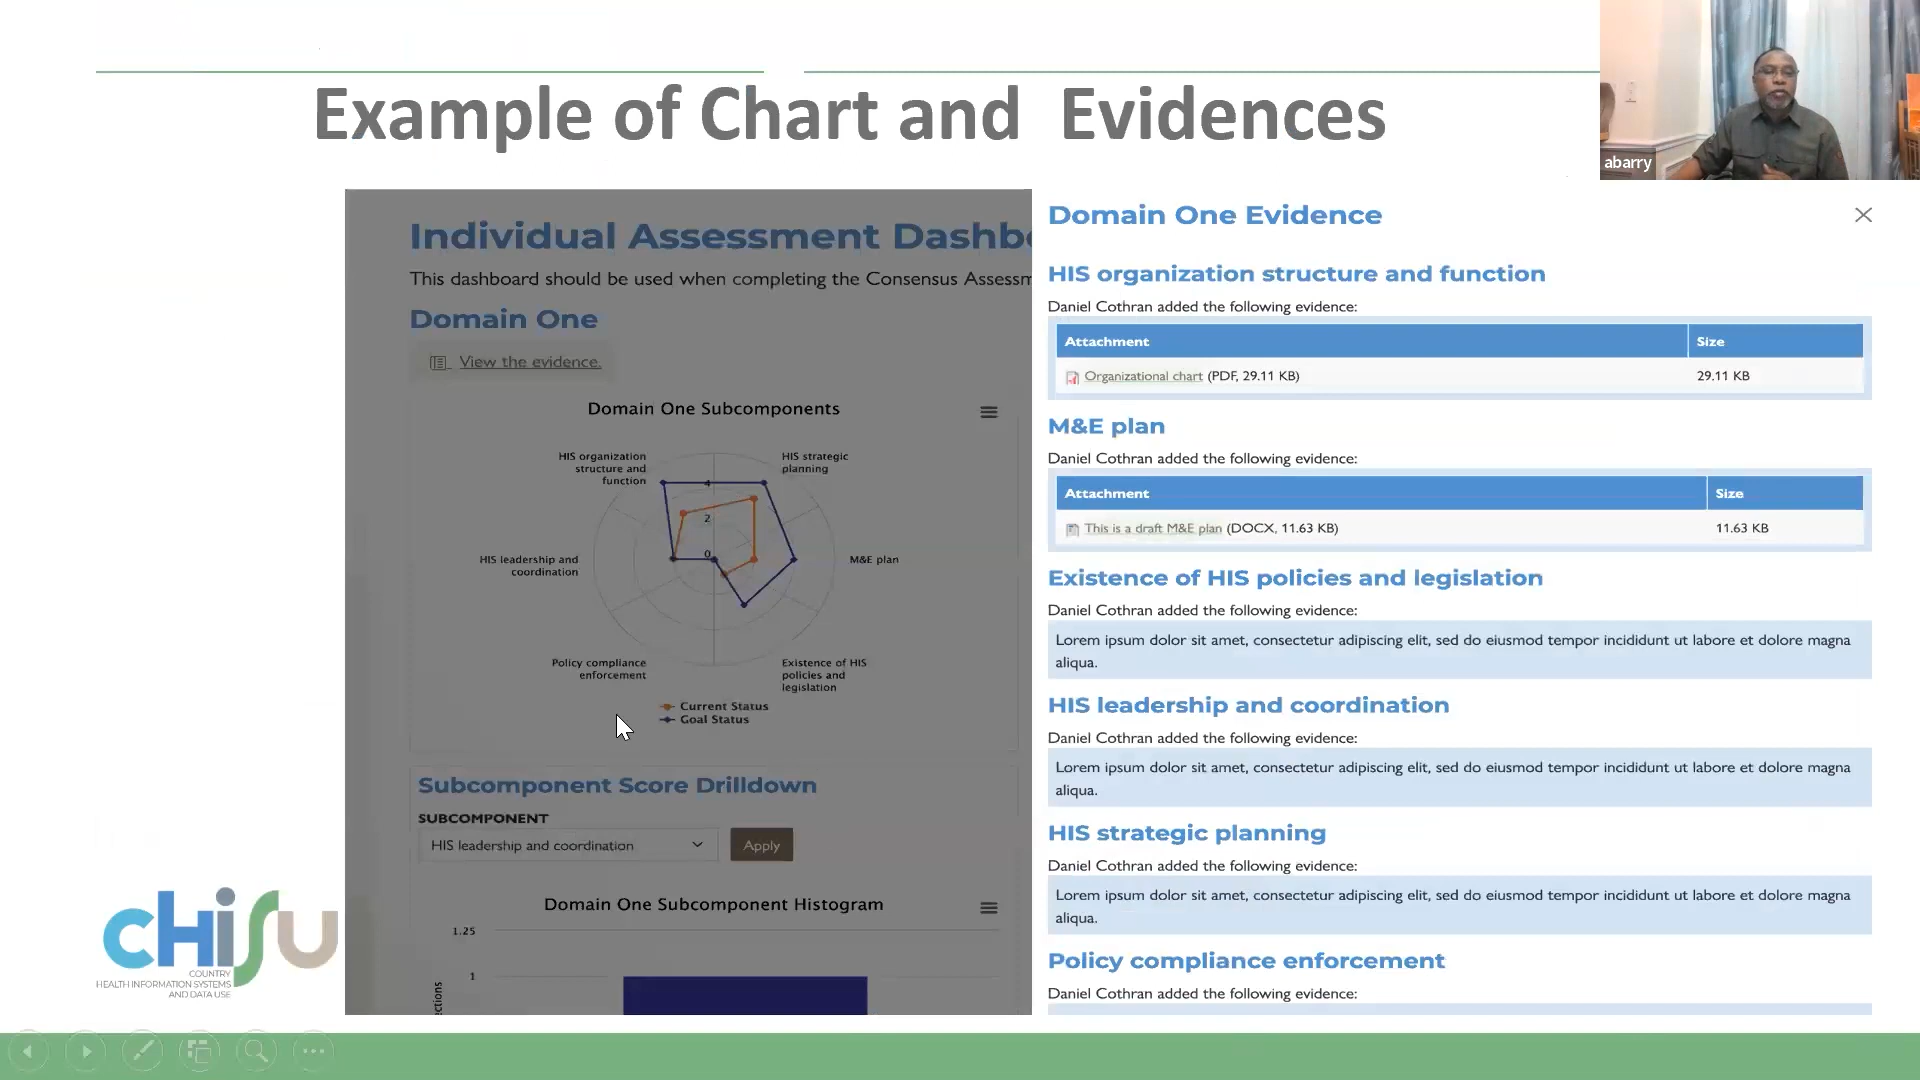 Example of Chart and Evidences
abarry
Individual Assessment Dashb
This dashboard should be used when completing the Consensus Assessm
Domain One
View the evidence.
Domain One Subcomponents
HIS organization
structure and
function
HIS strategic
planning
4
2
0
HIS leadership and
coordination
M&E plan
Policy compliance
enforcement
Existence of HIS
policies and
legislation
Current Status
Goal Status
Subcomponent Score Drilldown
SUBCOMPONENT
HIS leadership and coordination
Apply
Domain One Subcomponent Histogram
1.25
1
ections
Domain One Evidence
HIS organization structure and function
Daniel Cothran added the following evidence:
Attachment Size
Organizational chart (PDF, 29.11 KB) 29.11 KB
M&E plan
Daniel Cothran added the following evidence:
Attachment Size
This is a draft M&E plan (DOCX, 11.63 KB) 11.63 KB
Existence of HIS policies and legislation
Daniel Cothran added the following evidence:
Lorem ipsum dolor sit amet, consectetur adipiscing elit, sed do eiusmod tempor incididunt ut labore et dolore magna
aliqua.
HIS leadership and coordination
Daniel Cothran added the following evidence:
Lorem ipsum dolor sit amet, consectetur adipiscing elit, sed do eiusmod tempor incididunt ut labore et dolore magna
aliqua.
HIS strategic planning
Daniel Cothran added the following evidence:
Lorem ipsum dolor sit amet, consectetur adipiscing elit, sed do eiusmod tempor incididunt ut labore et dolore magna
aliqua.
Policy compliance enforcement
Daniel Cothran added the following evidence:
CHISU
COUNTRY
HEALTH INFORMATION SYSTEMS
AND DATA USE